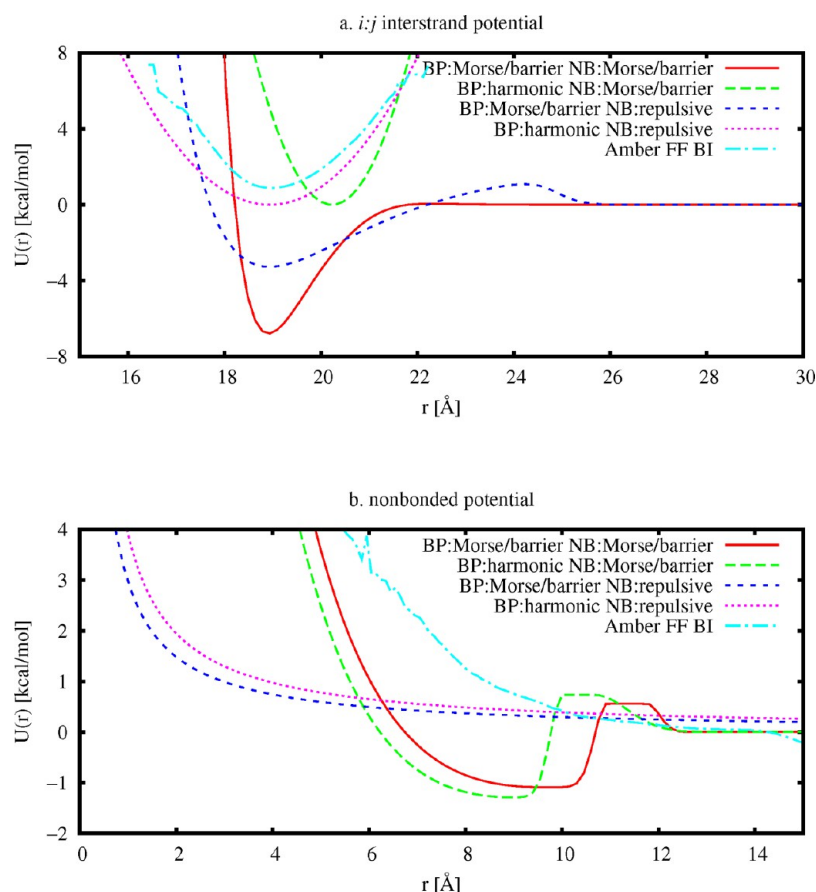 a. i:j interstrand potential
8
4
0
−4
−8
U(r) [kcal/mol]
BP:Morse/barrier NB:Morse/barrier
BP:harmonic NB:Morse/barrier
BP:Morse/barrier NB:repulsive
BP:harmonic NB:repulsive
Amber FF BI
16 18 20 22 24 26 28 30
r [Å]
b. nonbonded potential
4
3
2
1
0
−1
−2
U(r) [kcal/mol]
BP:Morse/barrier NB:Morse/barrier
BP:harmonic NB:Morse/barrier
BP:Morse/barrier NB:repulsive
BP:harmonic NB:repulsive
Amber FF BI
0 2 4 6 8 10 12 14
r [Å]